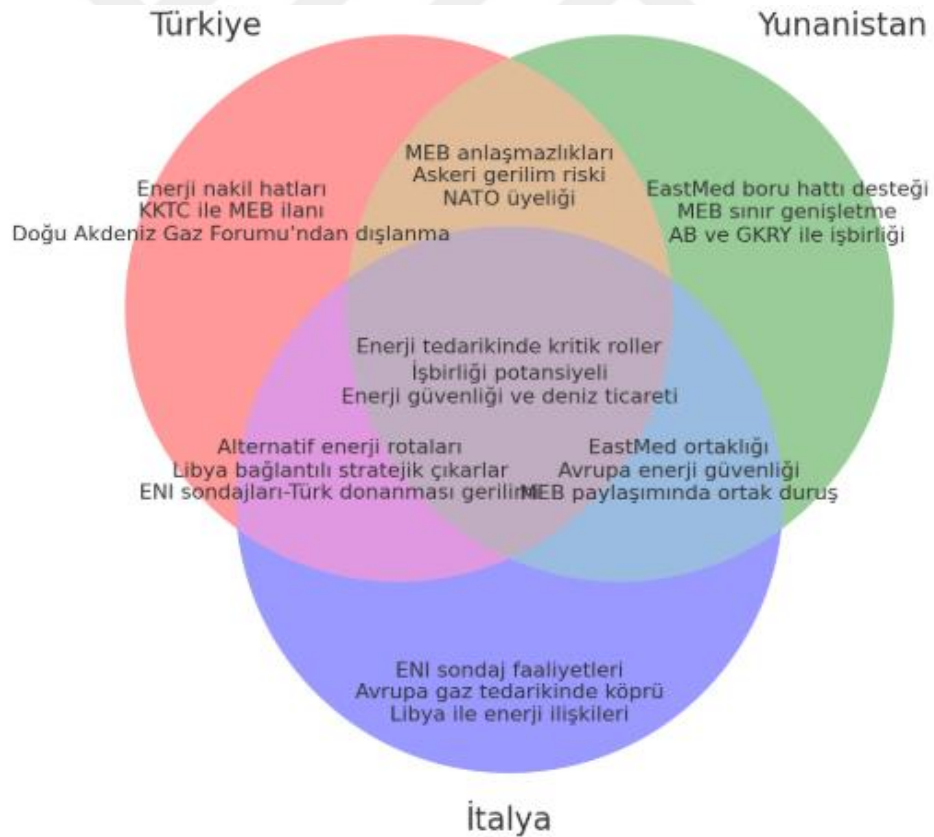 Türkiye
Yunanistan
MEB anlaşmazlıkları
Askeri gerilim riski
NATO üyeliği
Enerji nakil hatları
KKTC ile MEB ilanı
Doğu Akdeniz Gaz Forumu'ndan dışlanma
EastMed boru hattı desteği
MEB sınır genişletme
AB ve GKRY ile işbirliği
Enerji tedarikinde kritik roller
İşbirliği potansiyeli
Enerji güvenliği ve deniz ticareti
Alternatif enerji rotaları
Libya bağlantılı stratejik çıkarlar
ENI sondajları-Türk donanması gerilimi
EastMed ortaklığı
Avrupa enerji güvenliği
MEB paylaşımında ortak duruş
ENI sondaj faaliyetleri
Avrupa gaz tedarikinde köprü
Libya ile enerji ilişkileri
İtalya